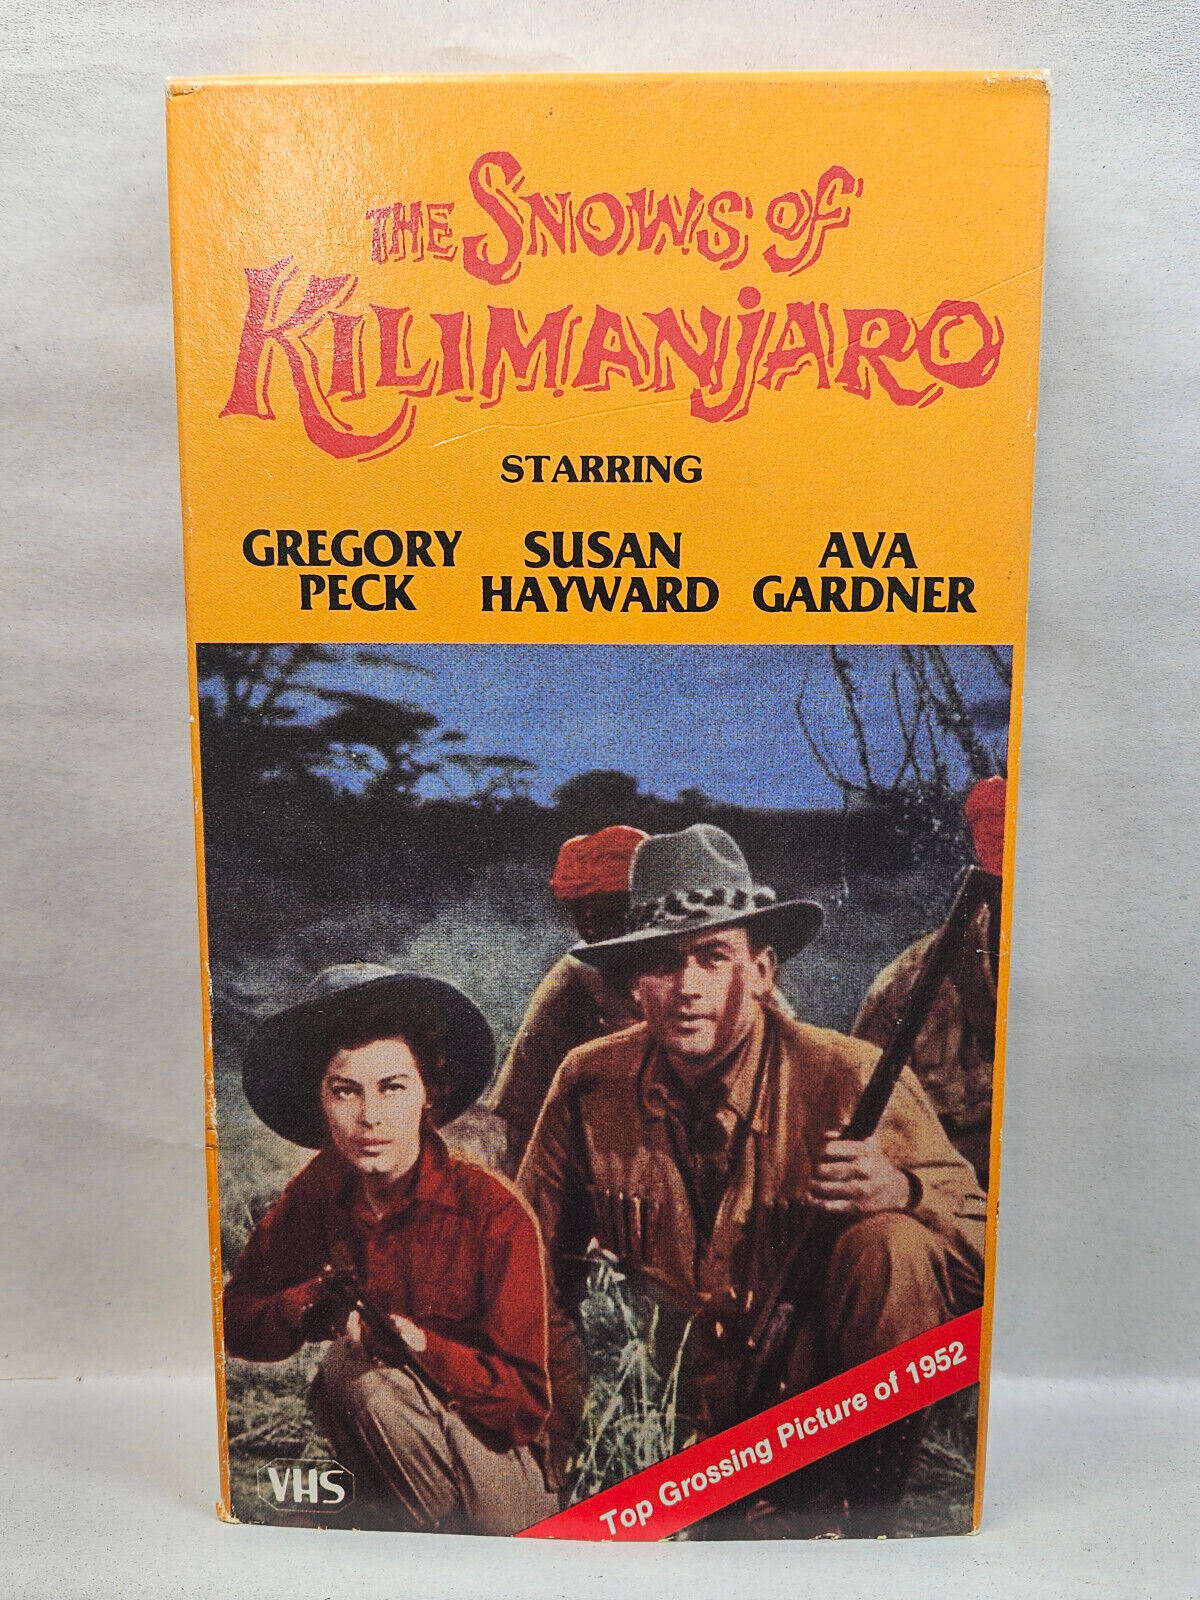 THE SNOWS OF
KILIMANJARO
STARRING
GREGORY PECK
SUSAN HAYWARD
AVA GARDNER
Top Grossing Picture of 1952
VHS